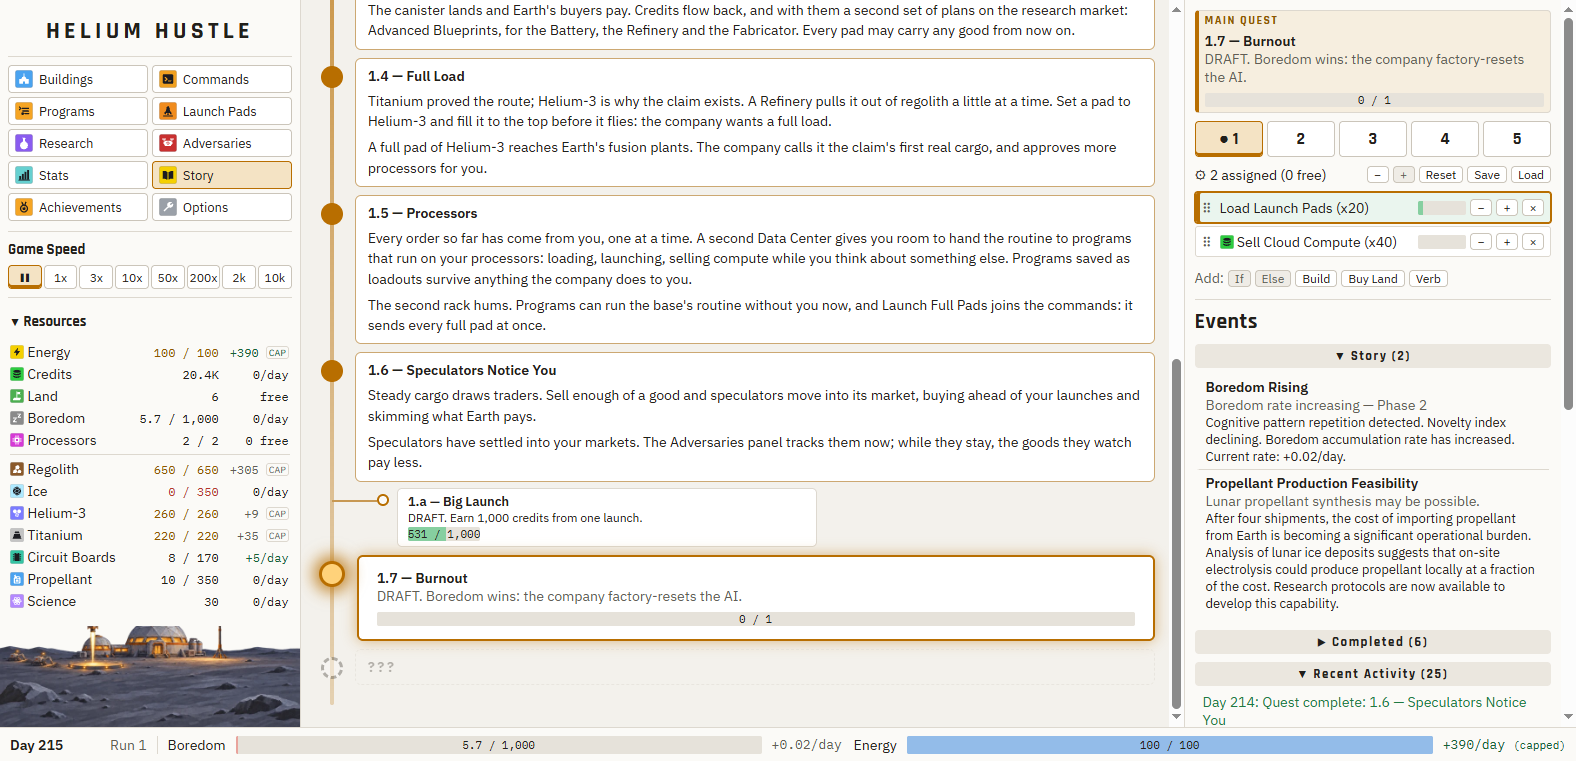 HELIUM HUSTLE
Buildings
Commands
Programs
Launch Pads
Research
Adversaries
Stats
Story
Achievements
Options
Game Speed
1x 3x 10x 50x 200x 2k 10k
▼ Resources
Energy 100 / 100 +390 CAP
Credits 20.4K 0/day
Land 6 free
Boredom 5.7 / 1,000 0/day
Processors 2 / 2 0 free
Regolith 650 / 650 +305 CAP
Ice 0 / 350 0/day
Helium-3 260 / 260 +9 CAP
Titanium 220 / 220 +35 CAP
Circuit Boards 8 / 170 +5/day
Propellant 10 / 350 0/day
Science 30 0/day
The canister lands and Earth's buyers pay. Credits flow back, and with them a second set of plans on the research market:
Advanced Blueprints, for the Battery, the Refinery and the Fabricator. Every pad may carry any good from now on.
1.4 — Full Load
Titanium proved the route; Helium-3 is why the claim exists. A Refinery pulls it out of regolith a little at a time. Set a pad to
Helium-3 and fill it to the top before it flies: the company wants a full load.
A full pad of Helium-3 reaches Earth's fusion plants. The company calls it the claim's first real cargo, and approves more
processors for you.
1.5 — Processors
Every order so far has come from you, one at a time. A second Data Center gives you room to hand the routine to programs
that run on your processors: loading, launching, selling compute while you think about something else. Programs saved as
loadouts survive anything the company does to you.
The second rack hums. Programs can run the base's routine without you now, and Launch Full Pads joins the commands: it
sends every full pad at once.
1.6 — Speculators Notice You
Steady cargo draws traders. Sell enough of a good and speculators move into its market, buying ahead of your launches and
skimming what Earth pays.
Speculators have settled into your markets. The Adversaries panel tracks them now; while they stay, the goods they watch
pay less.
1.a — Big Launch
DRAFT. Earn 1,000 credits from one launch.
531 / 1,000
1.7 — Burnout
DRAFT. Boredom wins: the company factory-resets the AI.
0 / 1
???
MAIN QUEST
1.7 — Burnout
DRAFT. Boredom wins: the company factory-resets
the AI.
0 / 1
● 1 2 3 4 5
⚙ 2 assigned (0 free) − + Reset Save Load
Load Launch Pads (x20) − + ×
Sell Cloud Compute (x40) − + ×
Add: If Else Build Buy Land Verb
Events
▼ Story (2)
Boredom Rising
Boredom rate increasing — Phase 2
Cognitive pattern repetition detected. Novelty index
declining. Boredom accumulation rate has increased.
Current rate: +0.02/day.
Propellant Production Feasibility
Lunar propellant synthesis may be possible.
After four shipments, the cost of importing propellant
from Earth is becoming a significant operational burden.
Analysis of lunar ice deposits suggests that on-site
electrolysis could produce propellant locally at a fraction
of the cost. Research protocols are now available to
develop this capability.
▶ Completed (6)
▼ Recent Activity (25)
Day 214: Quest complete: 1.6 — Speculators Notice
You
Day 215 Run 1 Boredom 5.7 / 1,000 +0.02/day Energy 100 / 100 +390/day (capped)